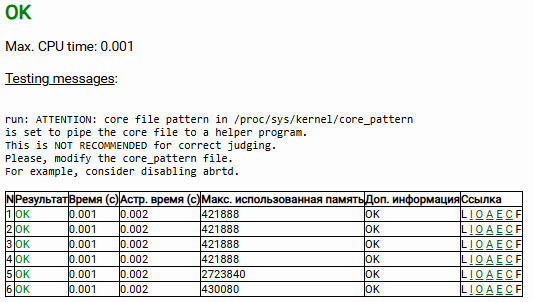 OK
Max. CPU time: 0.001
Testing messages:
run: ATTENTION: core file pattern in /proc/sys/kernel/core_pattern
is set to pipe the core file to a helper program.
This is NOT RECOMMENDED for correct judging.
Please, modify the core_pattern file.
For example, consider disabling abrtd.
N Результат Время (с) Астр. время (с) Макс. использованная память Доп. информация Ссылка
1 OK 0.001 0.002 421888 OK L I O A E C F
2 OK 0.001 0.002 421888 OK L I O A E C F
3 OK 0.001 0.002 421888 OK L I O A E C F
4 OK 0.001 0.002 421888 OK L I O A E C F
5 OK 0.001 0.002 2723840 OK L I O A E C F
6 OK 0.001 0.002 430080 OK L I O A E C F